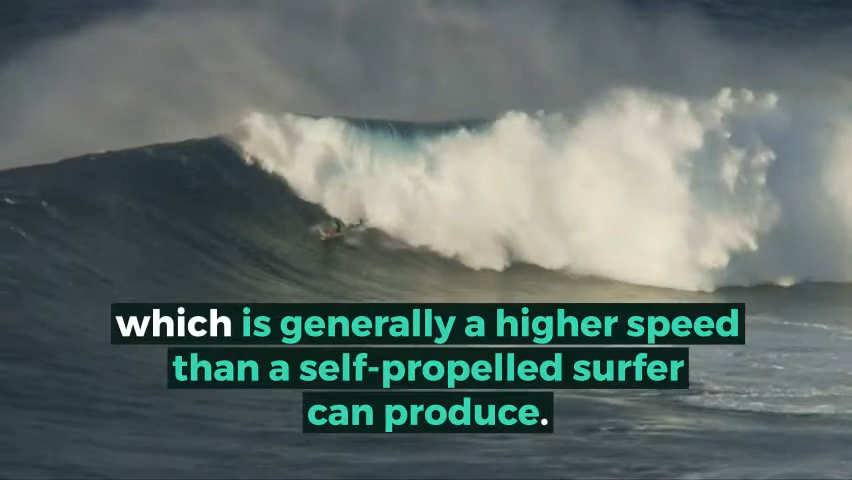 which is generally a higher speed
than a self-propelled surfer
can produce.